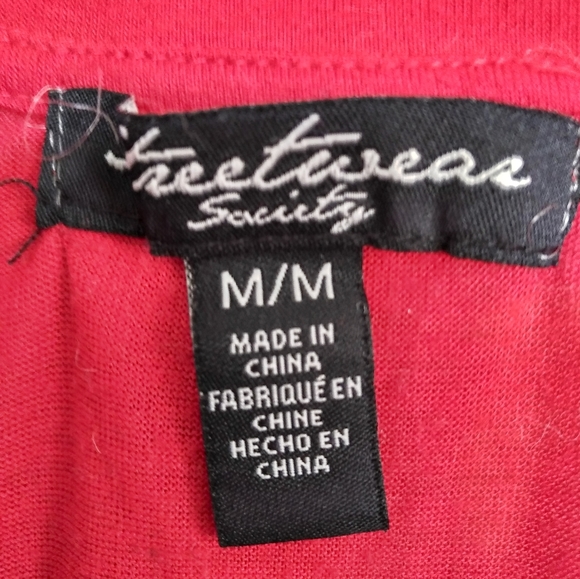 Streetwear
Society
M/M
MADE IN
CHINA
FABRIQUÉ EN
CHINE
HECHO EN
CHINA